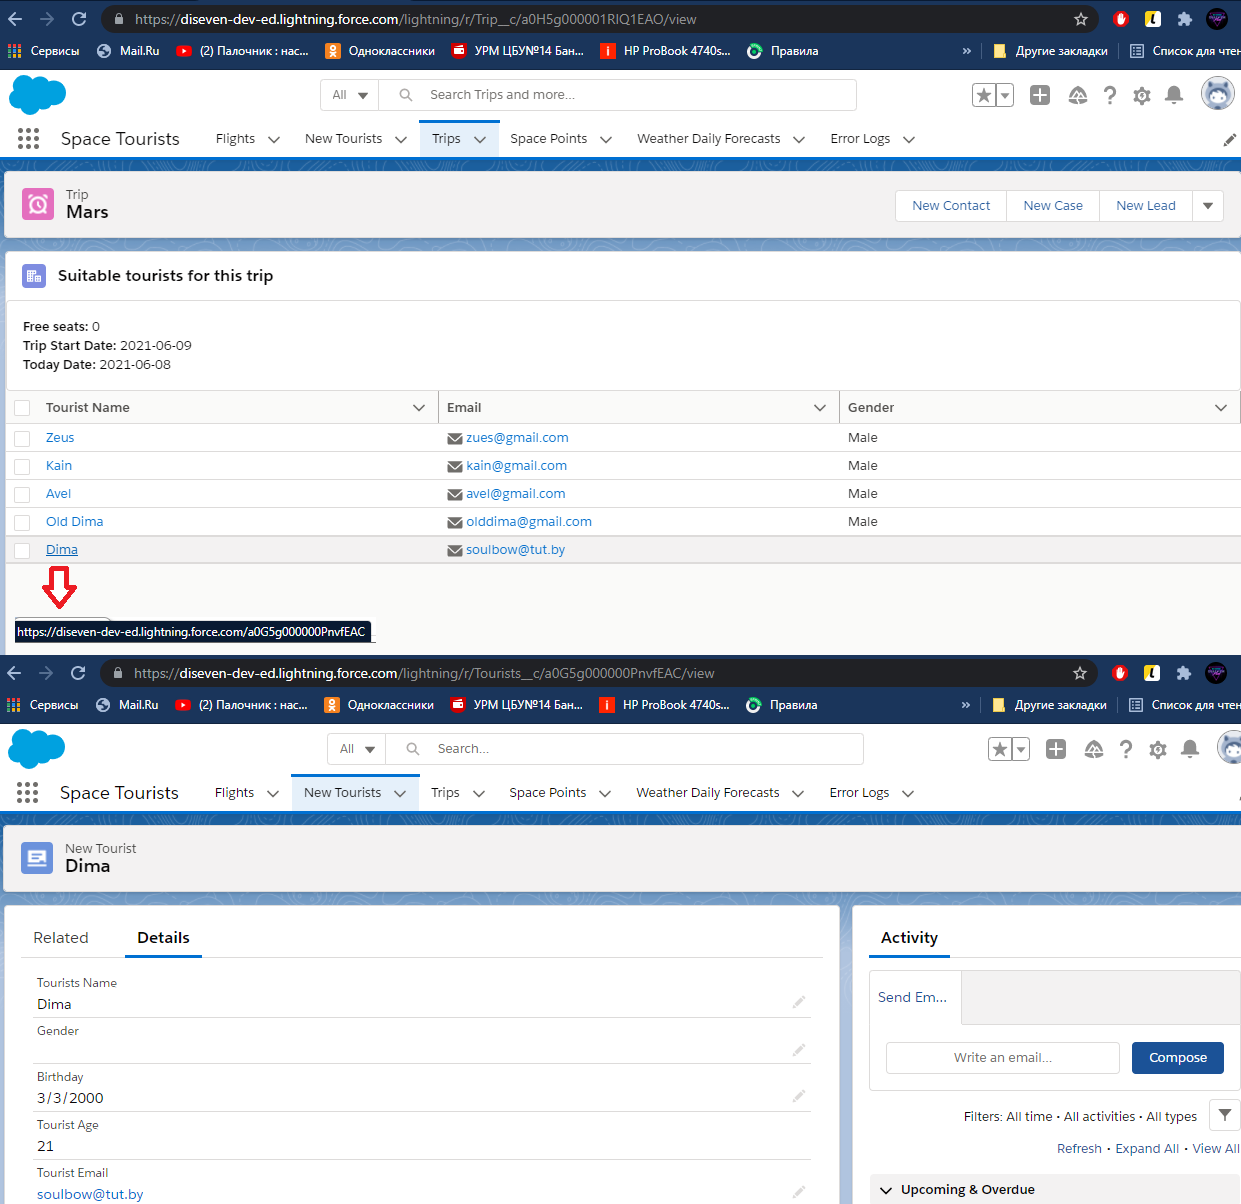 https://diseven-dev-ed.lightning.force.com/lightning/r/Trip__c/a0H5g000001RIQ1EAO/view
Сервисы Mail.Ru (2) Палочник : нас... Одноклассники УРМ ЦБУ№14 Бан... HP ProBook 4740s... Правила » Другие закладки Список для чтен
All Search Trips and more...
Space Tourists Flights New Tourists Trips Space Points Weather Daily Forecasts Error Logs
Trip
Mars
New Contact New Case New Lead
Suitable tourists for this trip
Free seats: 0
Trip Start Date: 2021-06-09
Today Date: 2021-06-08
Tourist Name Email Gender
Zeus zues@gmail.com Male
Kain kain@gmail.com Male
Avel avel@gmail.com Male
Old Dima olddima@gmail.com Male
Dima soulbow@tut.by
https://diseven-dev-ed.lightning.force.com/a0G5g000000PnvfEAC
https://diseven-dev-ed.lightning.force.com/lightning/r/Tourists__c/a0G5g000000PnvfEAC/view
Сервисы Mail.Ru (2) Палочник : нас... Одноклассники УРМ ЦБУ№14 Бан... HP ProBook 4740s... Правила » Другие закладки Список для чтен
All Search...
Space Tourists Flights New Tourists Trips Space Points Weather Daily Forecasts Error Logs
New Tourist
Dima
Related Details
Tourists Name
Dima
Gender
Birthday
3/3/2000
Tourist Age
21
Tourist Email
soulbow@tut.by
Activity
Send Em...
Write an email... Compose
Filters: All time • All activities • All types
Refresh • Expand All • View All
Upcoming & Overdue